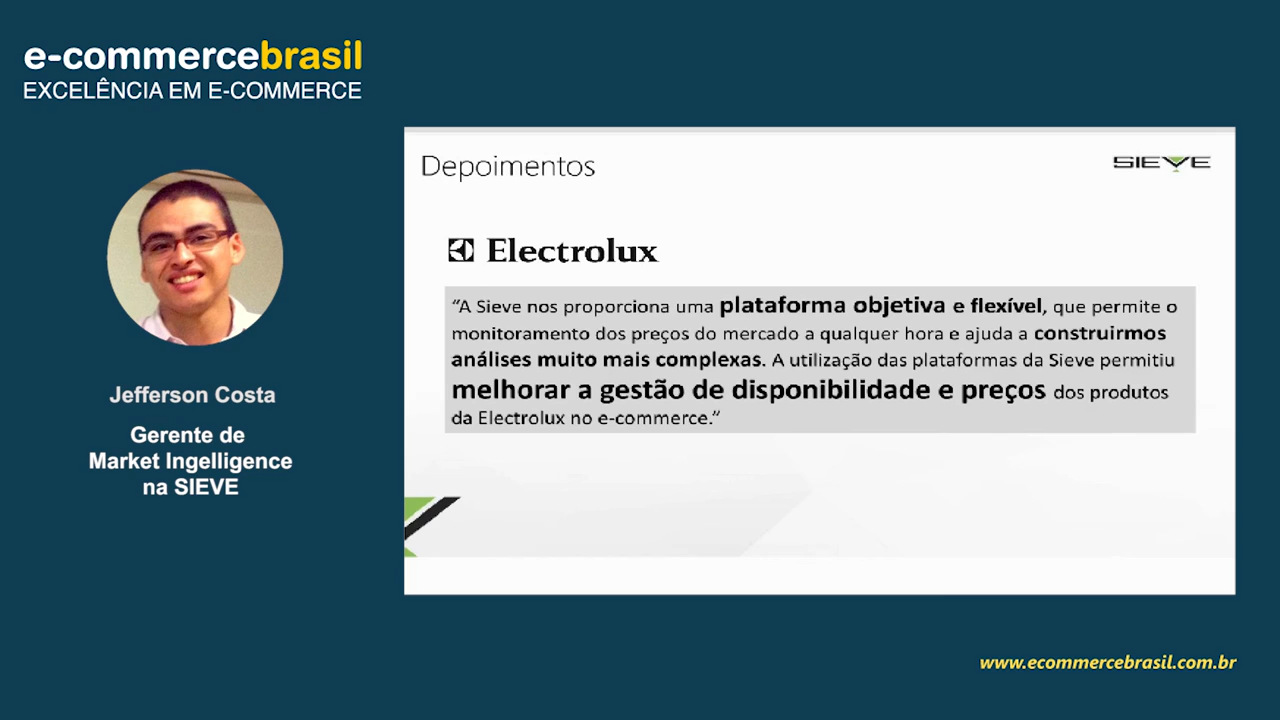 e-commercebrasil
EXCELÊNCIA EM E-COMMERCE
Jefferson Costa
Gerente de
Market Ingelligence
na SIEVE
Depoimentos
SIEVE
Electrolux
“A Sieve nos proporciona uma plataforma objetiva e flexível, que permite o
monitoramento dos preços do mercado a qualquer hora e ajuda a construirmos
análises muito mais complexas. A utilização das plataformas da Sieve permitiu
melhorar a gestão de disponibilidade e preços dos produtos
da Electrolux no e-commerce.”
www.ecommercebrasil.com.br